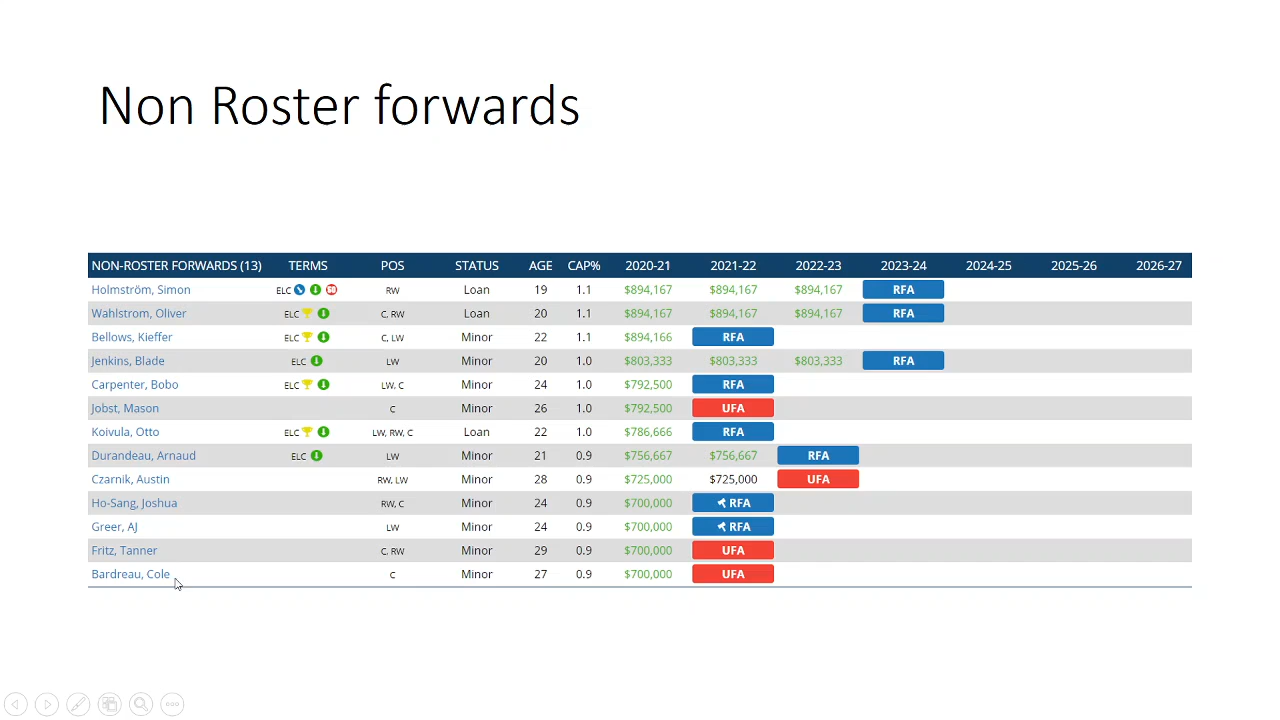 Non Roster forwards
NON-ROSTER FORWARDS (13) TERMS POS STATUS AGE CAP% 2020-21 2021-22 2022-23 2023-24 2024-25 2025-26 2026-27
Holmström, Simon ELC RW Loan 19 1.1 $894,167 $894,167 $894,167 RFA
Wahlstrom, Oliver ELC C, RW Loan 20 1.1 $894,167 $894,167 $894,167 RFA
Bellows, Kieffer ELC C, LW Minor 22 1.1 $894,166 RFA
Jenkins, Blade ELC LW Minor 20 1.0 $803,333 $803,333 $803,333 RFA
Carpenter, Bobo ELC LW, C Minor 24 1.0 $792,500 RFA
Jobst, Mason C Minor 26 1.0 $792,500 UFA
Koivula, Otto ELC LW, RW, C Loan 22 1.0 $786,666 RFA
Durandeau, Arnaud ELC LW Minor 21 0.9 $756,667 $756,667 RFA
Czarnik, Austin RW, LW Minor 28 0.9 $725,000 $725,000 UFA
Ho-Sang, Joshua RW, C Minor 24 0.9 $700,000 RFA
Greer, AJ LW Minor 24 0.9 $700,000 RFA
Fritz, Tanner C, RW Minor 29 0.9 $700,000 UFA
Bardreau, Cole C Minor 27 0.9 $700,000 UFA